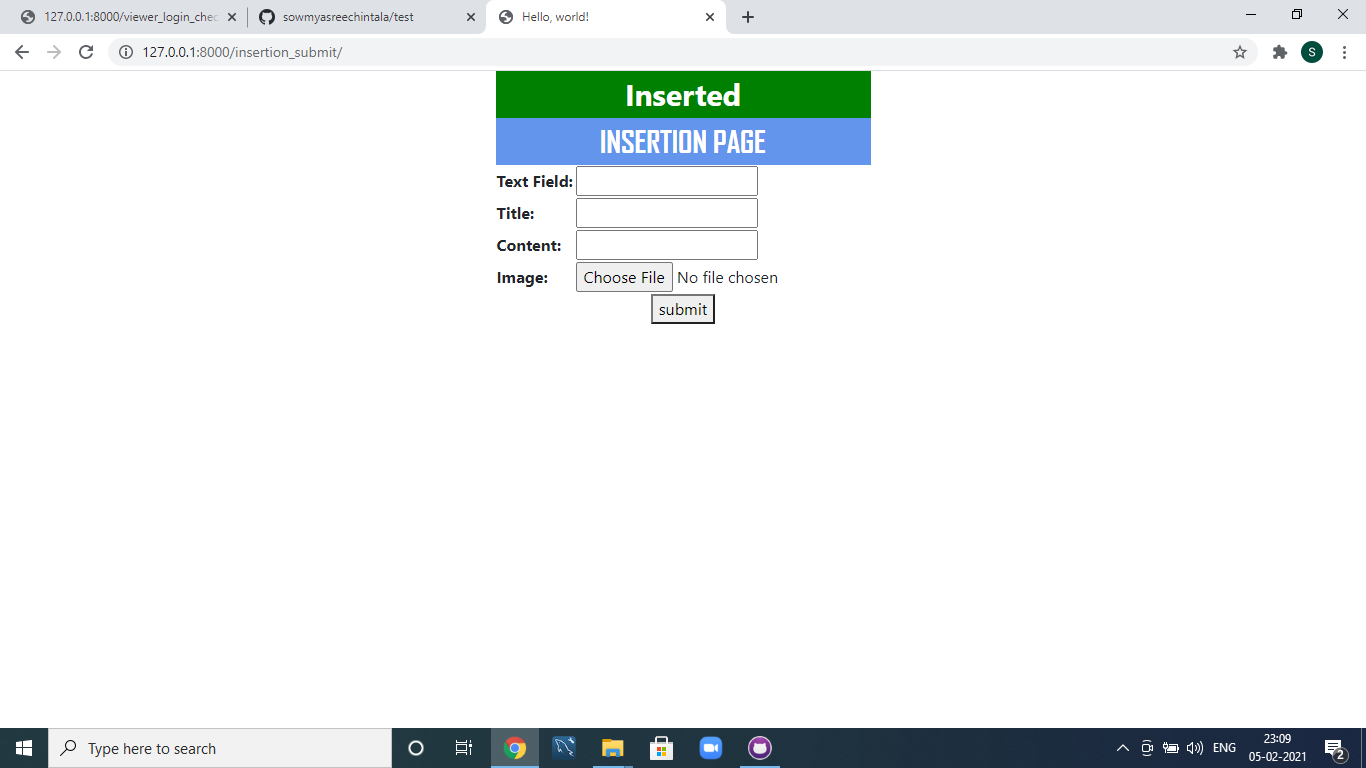 127.0.0.1:8000/viewer_login_chec
sowmyasreechintala/test
Hello, world!
127.0.0.1:8000/insertion_submit/
S
Inserted
INSERTION PAGE
Text Field:
Title:
Content:
Image: Choose File No file chosen
submit
Type here to search
ENG
23:09
05-02-2021
2